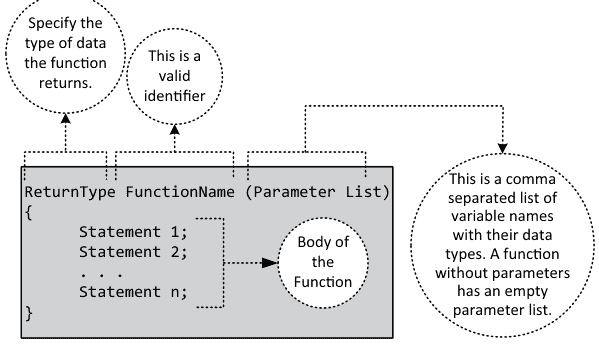 Specify the
type of data
the function
returns.
This is a
valid
identifier
ReturnType FunctionName (Parameter List)
{
Statement 1;
Statement 2;
. . .
Statement n;
}
Body of
the
Function
This is a comma
separated list of
variable names
with their data
types. A function
without parameters
has an empty
parameter list.